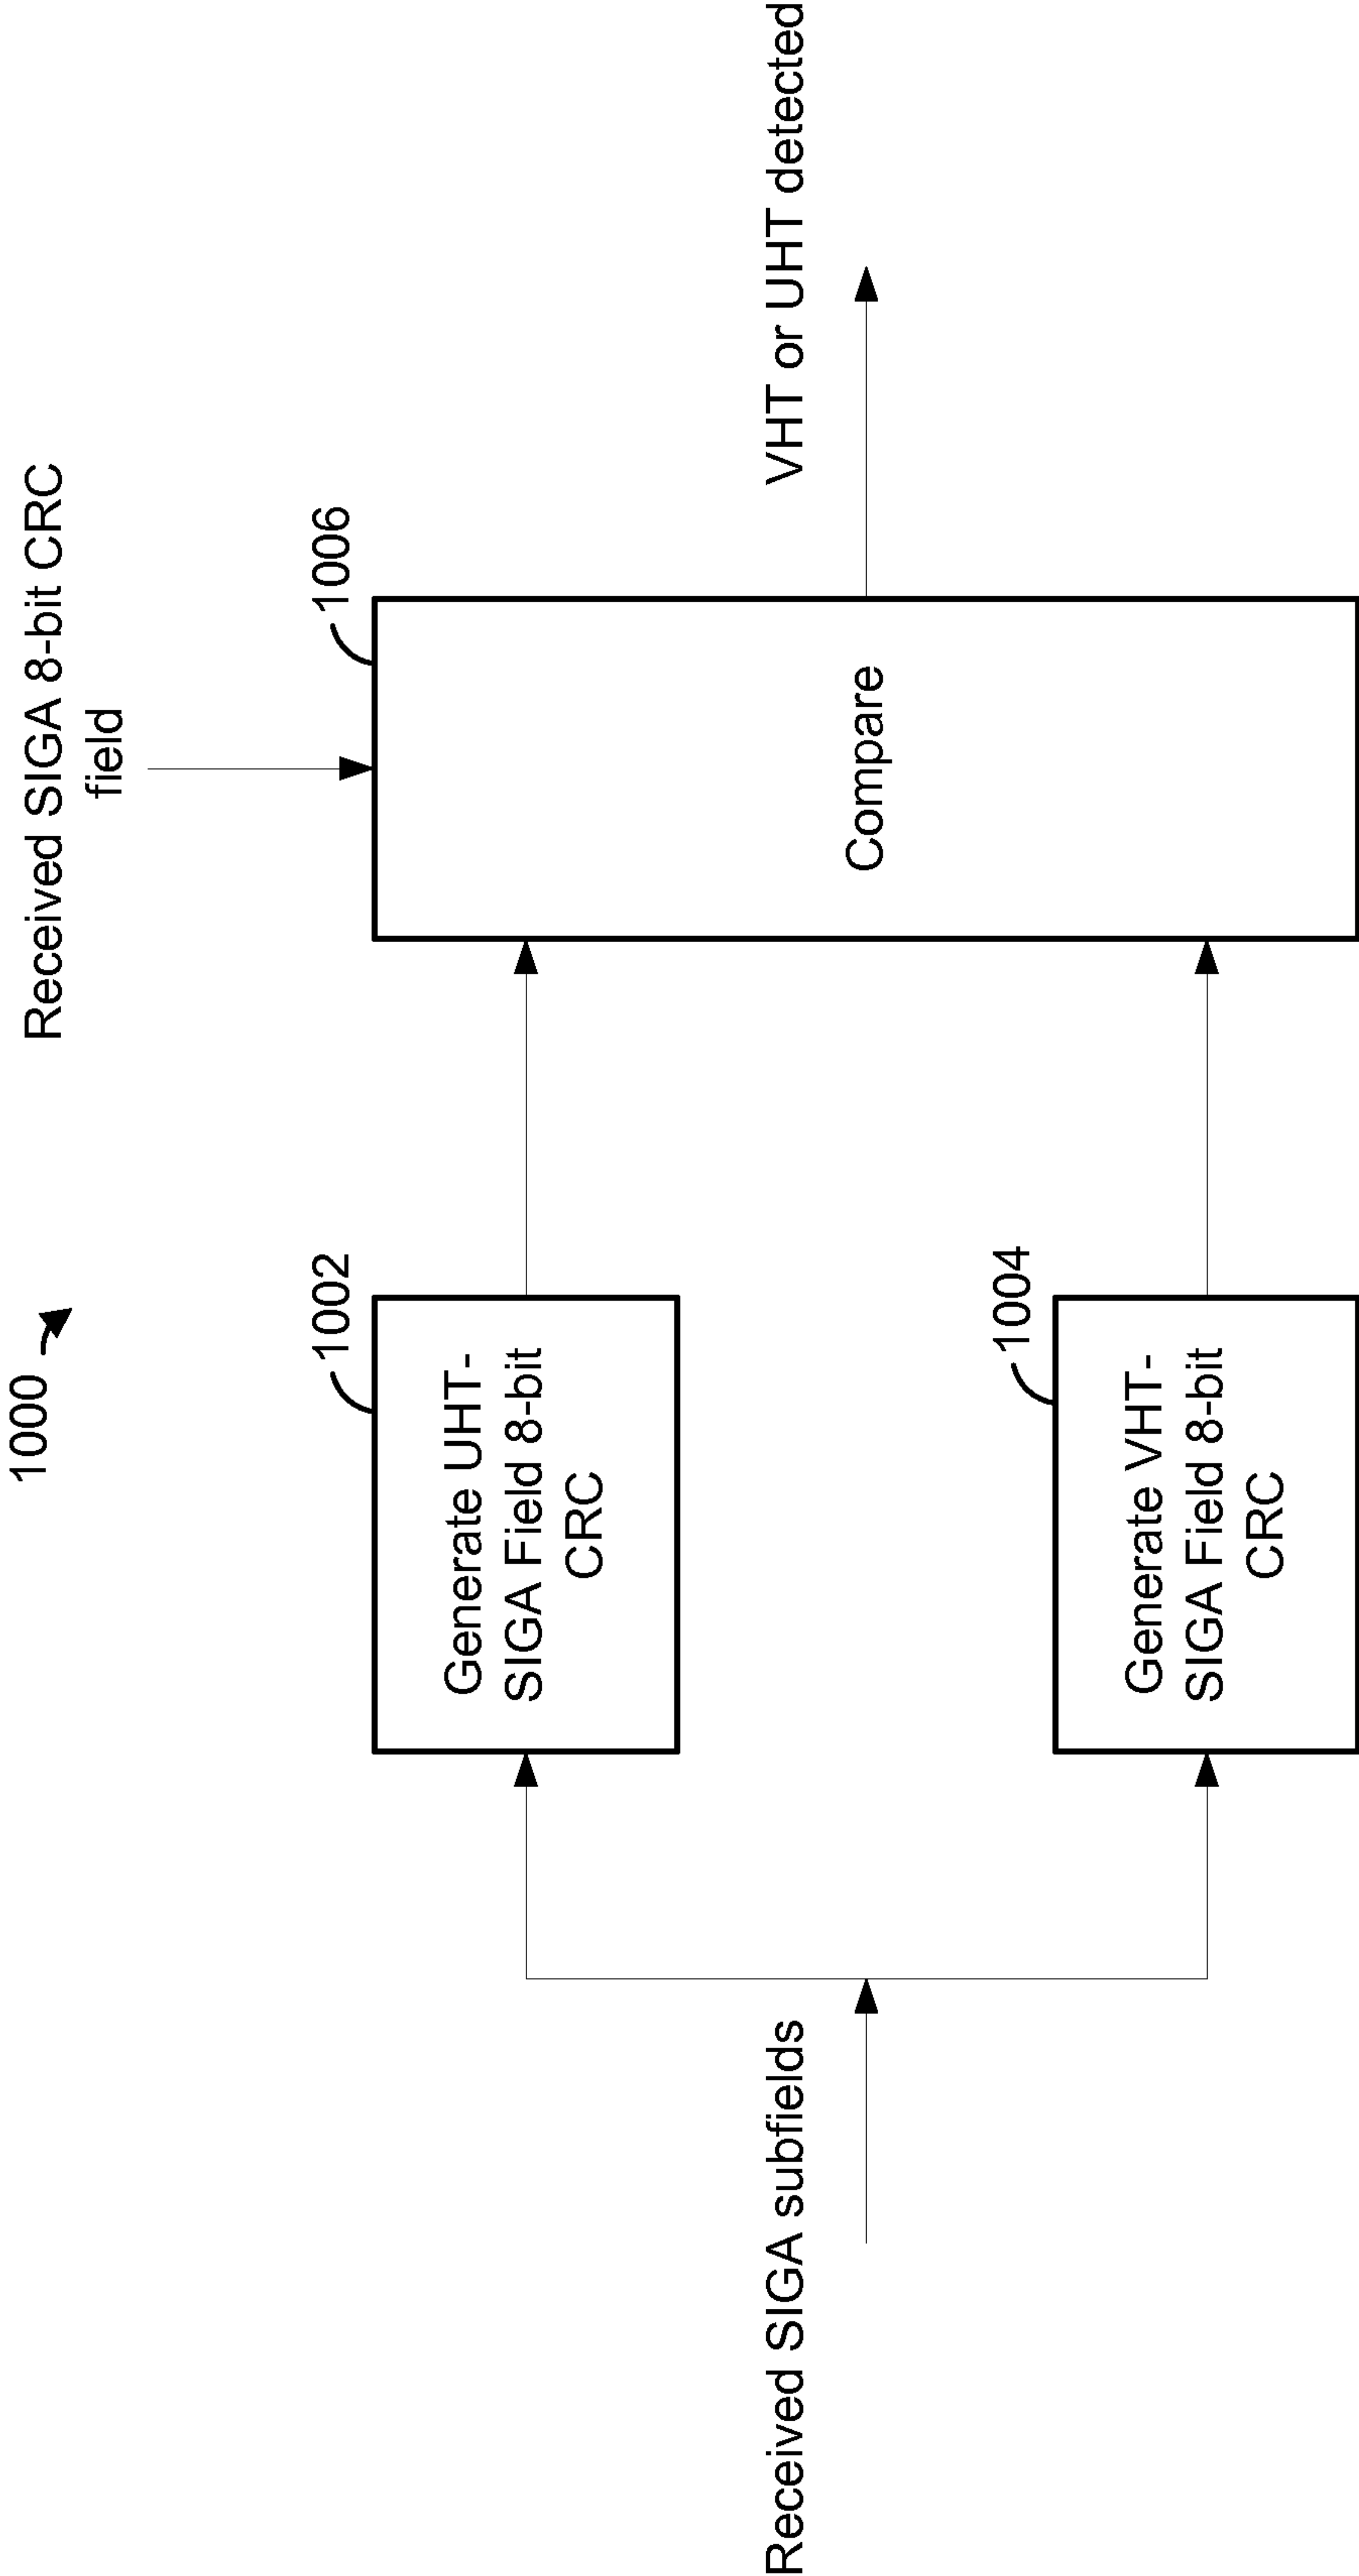 1000
Received SIGA 8-bit CRC
field
1002
1006
Generate UHT-
SIGA Field 8-bit
CRC
Received SIGA subfields
Compare
VHT or UHT detected
1004
Generate VHT-
SIGA Field 8-bit
CRC